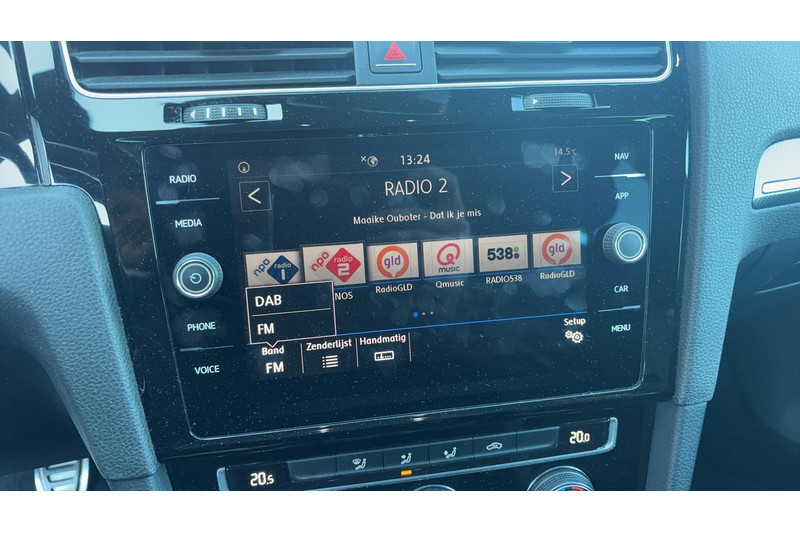 RADIO
MEDIA
PHONE
VOICE
13:24
14.5°C
RADIO 2
Maaike Ouboter - Dat ik je mis
npo radio 1
npo radio 2
gld
Q music
538
gld
NOS
RadioGLD
Qmusic
RADIO538
RadioGLD
DAB
FM
Band
FM
Zenderlijst
Handmatig
Setup
NAV
APP
CAR
MENU
20.5
20.0